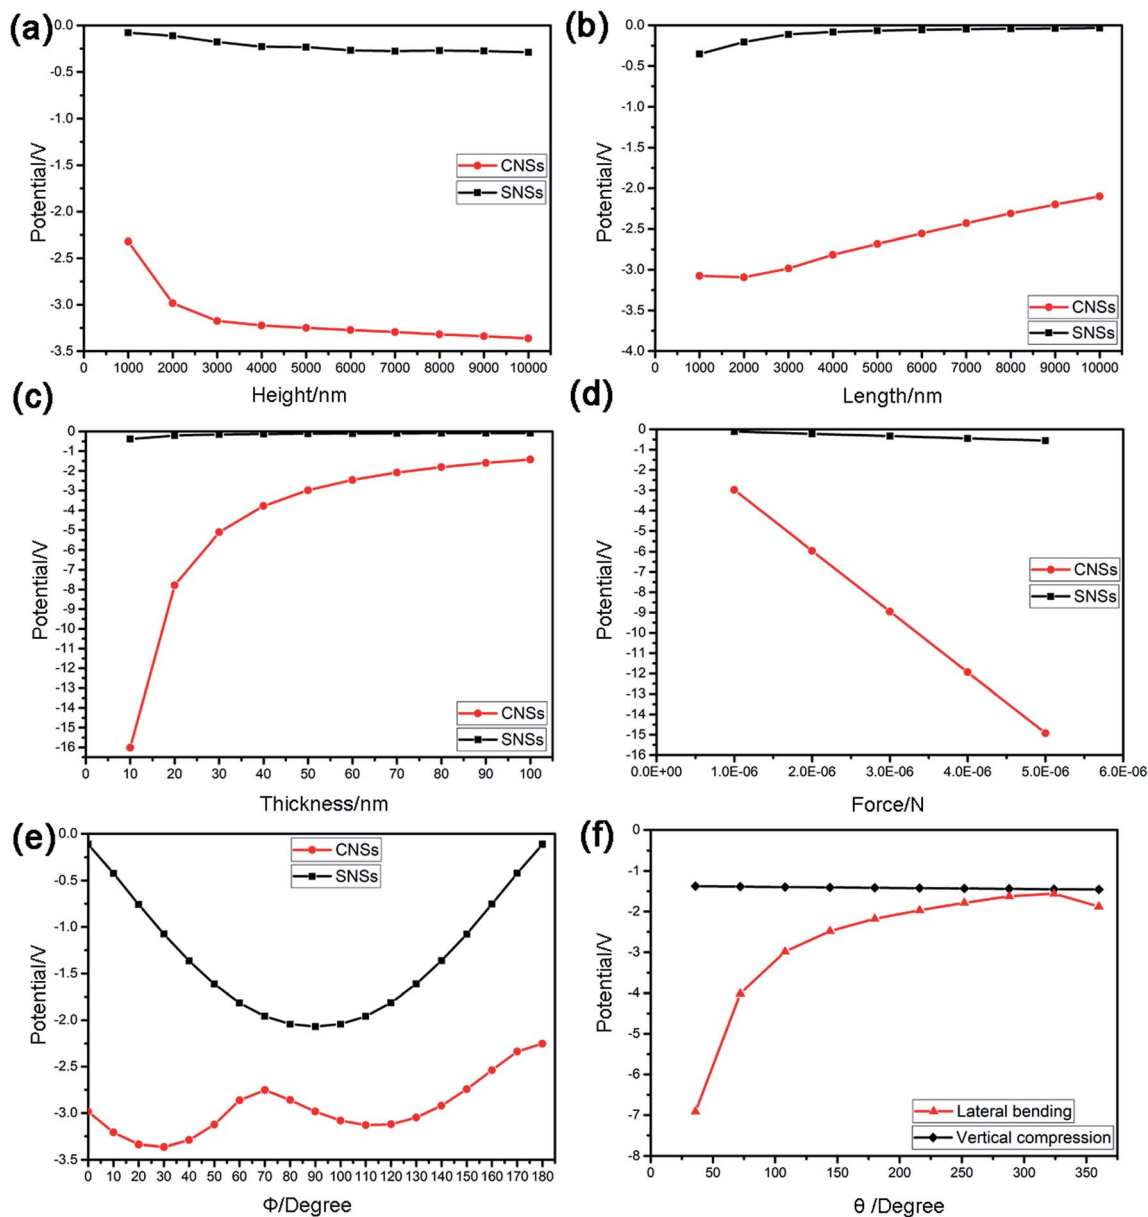 (a)
0.0
-0.5
-1.0
-1.5
-2.0
-2.5
-3.0
-3.5
Potential/V
CNSs
SNSs
1000 2000 3000 4000 5000 6000 7000 8000 9000 10000
Height/nm
(b)
0.0
-0.5
-1.0
-1.5
-2.0
-2.5
-3.0
-3.5
-4.0
Potential/V
CNSs
SNSs
0 1000 2000 3000 4000 5000 6000 7000 8000 9000 10000
Length/nm
(c)
0
-1
-2
-3
-4
-5
-6
-7
-8
-9
-10
-11
-12
-13
-14
-15
-16
Potential/V
CNSs
SNSs
0 10 20 30 40 50 60 70 80 90 100
Thickness/nm
(d)
0
-1
-2
-3
-4
-5
-6
-7
-8
-9
-10
-11
-12
-13
-14
-15
-16
Potential/V
CNSs
SNSs
0.0E+00 1.0E-06 2.0E-06 3.0E-06 4.0E-06 5.0E-06 6.0E-06
Force/N
(e)
0.0
-0.5
-1.0
-1.5
-2.0
-2.5
-3.0
-3.5
Potential/V
CNSs
SNSs
0 10 20 30 40 50 60 70 80 90 100 110 120 130 140 150 160 170 180
Φ/Degree
(f)
0
-1
-2
-3
-4
-5
-6
-7
-8
Potential/V
Lateral bending
Vertical compression
0 50 100 150 200 250 300 350
θ /Degree